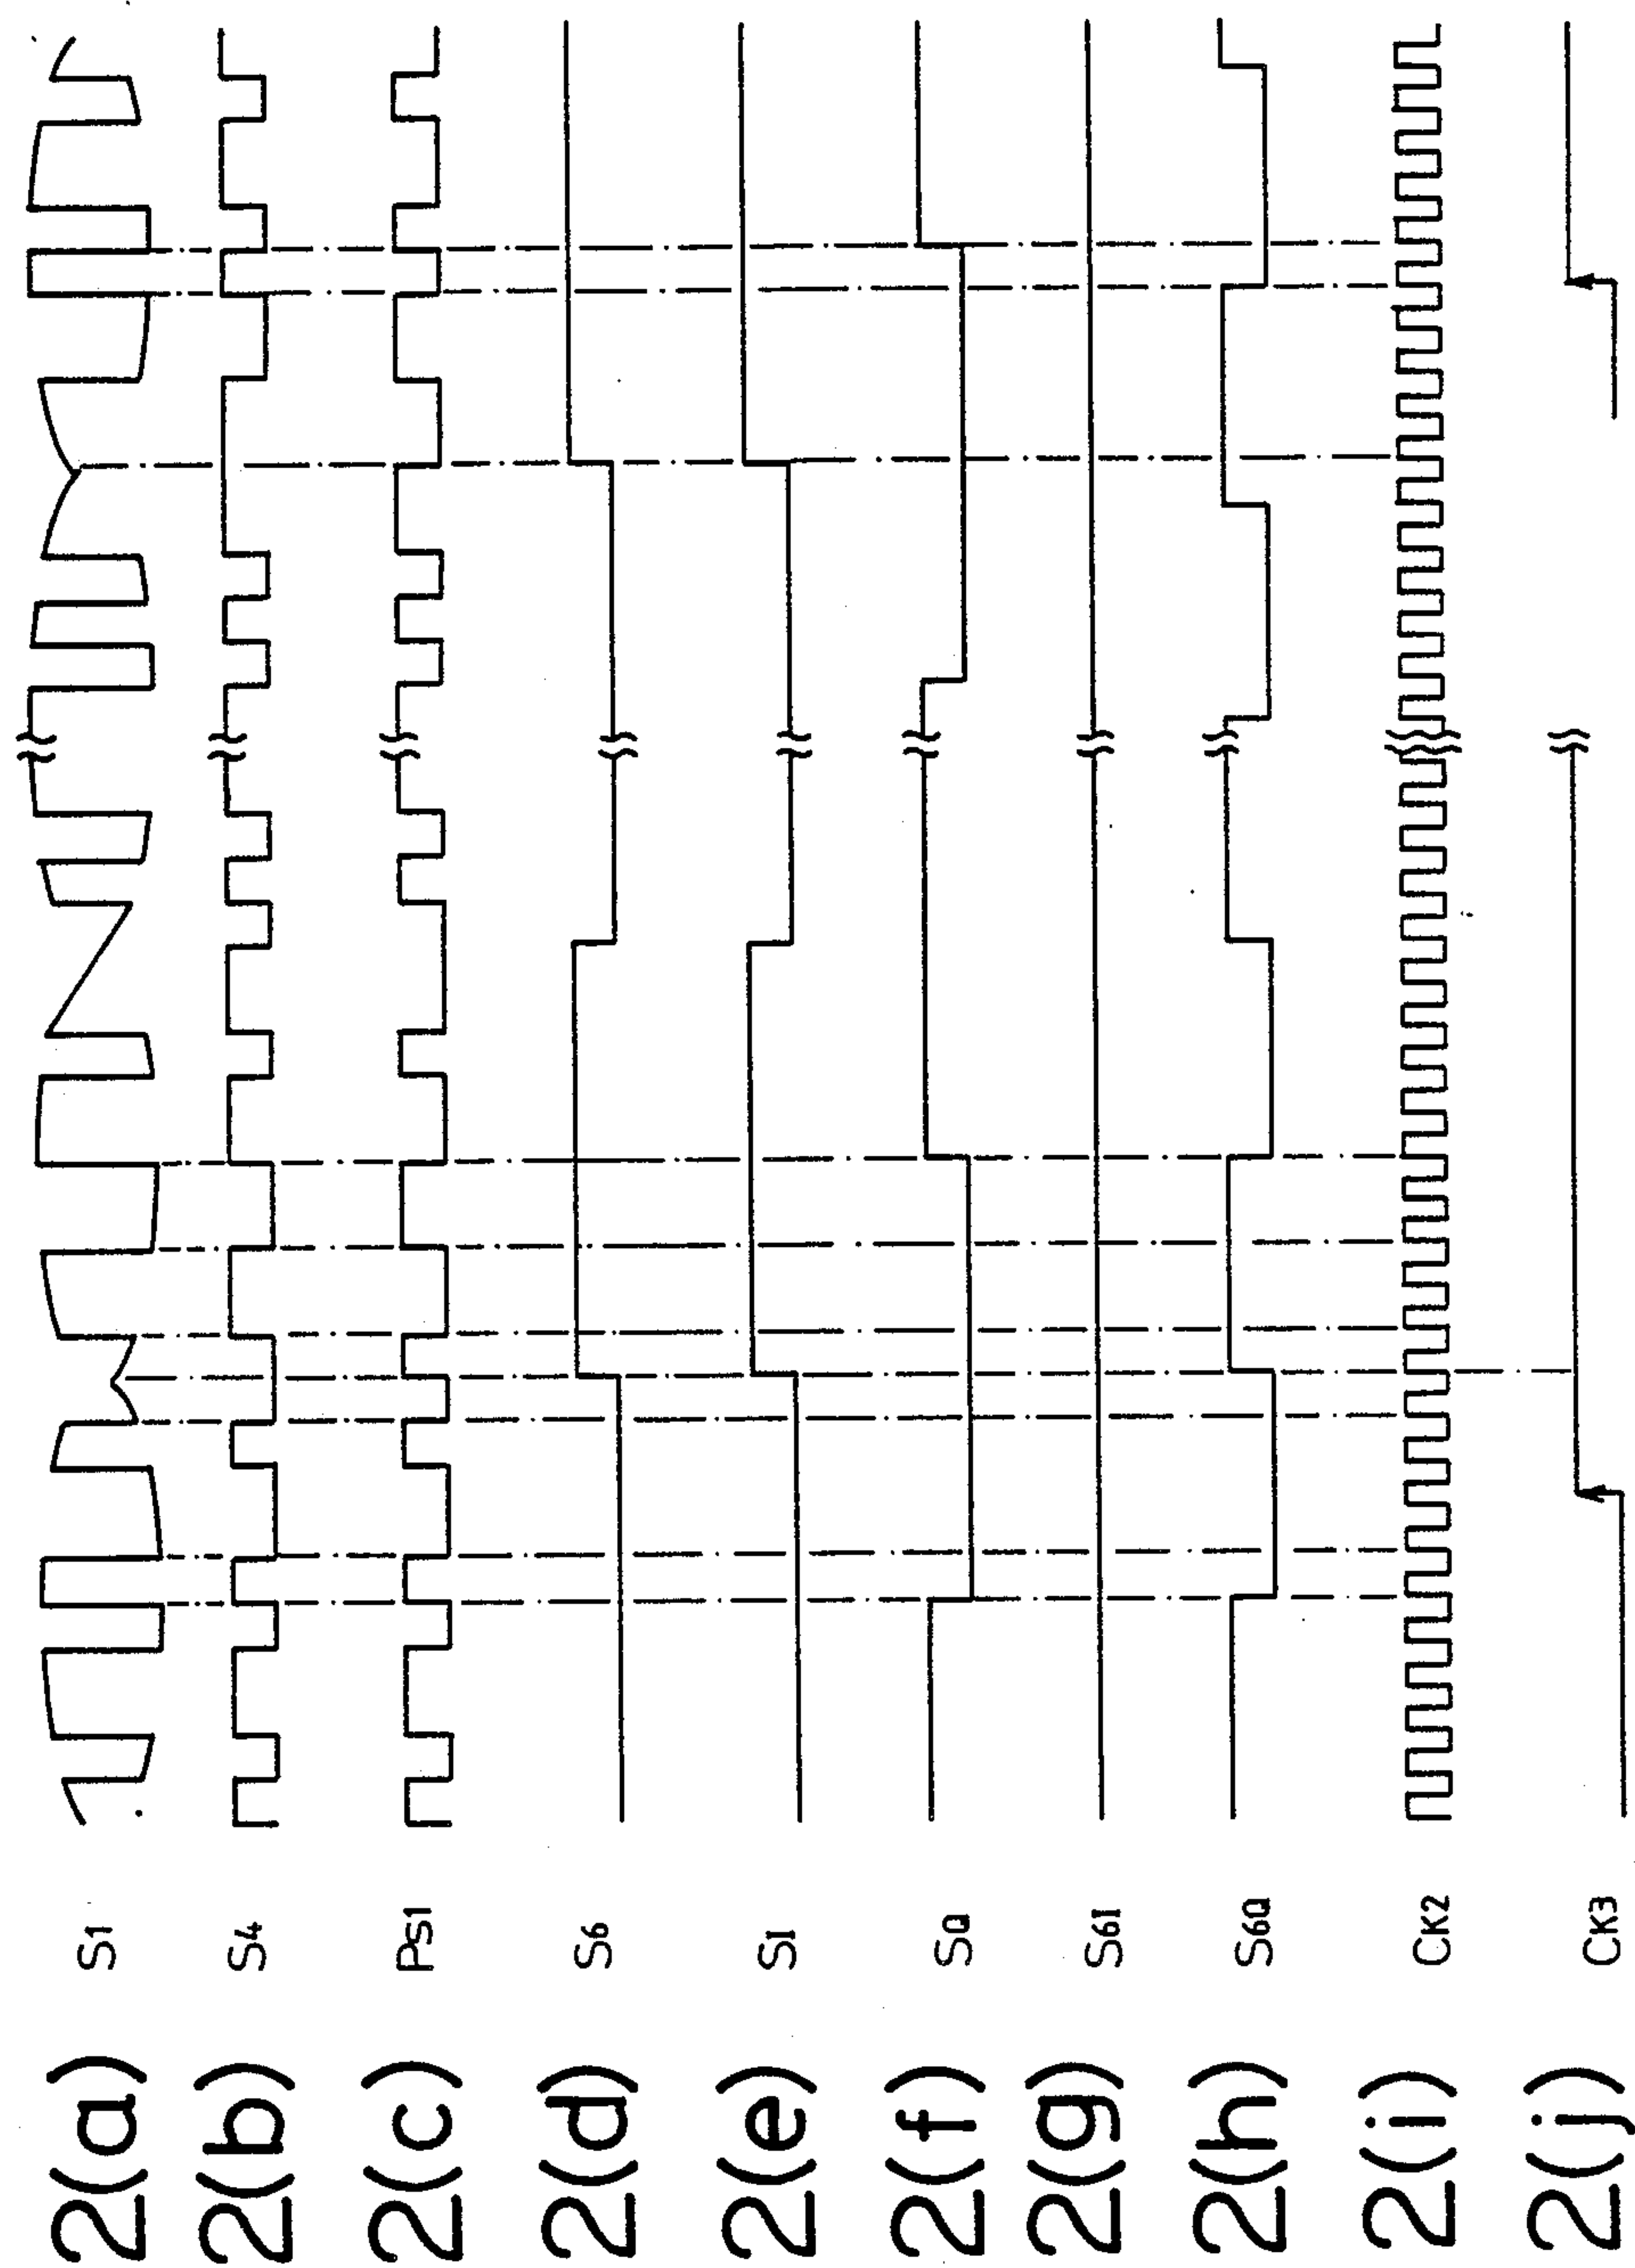 2(a) S1
2(b) S4
2(c) PS1
2(d) S6
2(e) SI
2(f) SQ
2(g) S6I
2(h) S6Q
2(i) CK2
2(j) CK3